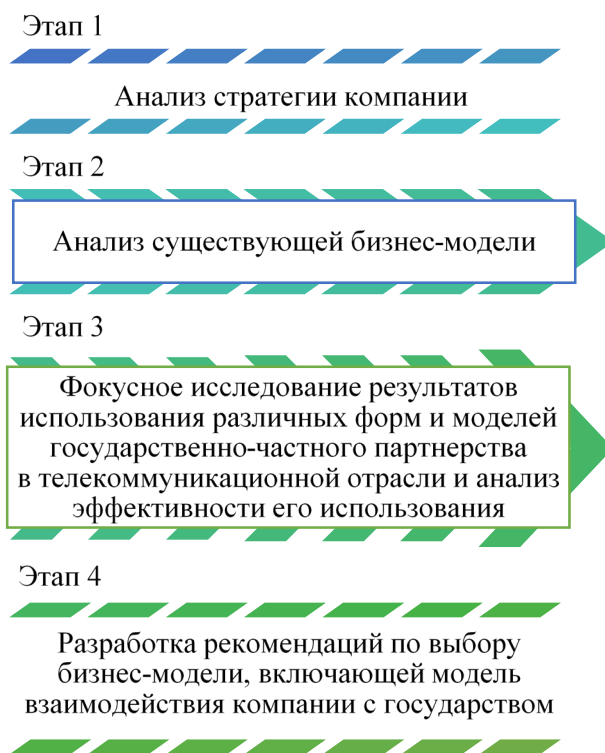 Этап 1
Анализ стратегии компании
Этап 2
Анализ существующей бизнес-модели
Этап 3
Фокусное исследование результатов
использования различных форм и моделей
государственно-частного партнерства
в телекоммуникационной отрасли и анализ
эффективности его использования
Этап 4
Разработка рекомендаций по выбору
бизнес-модели, включающей модель
взаимодействия компании с государством